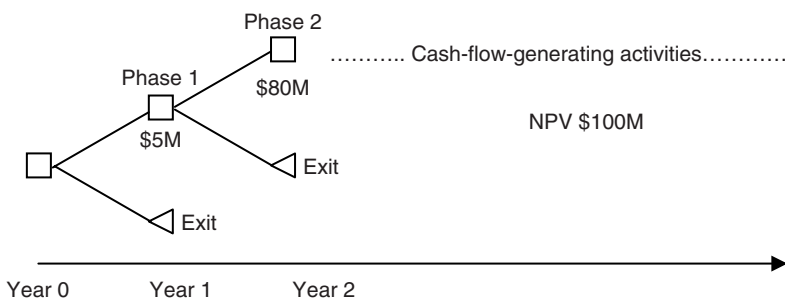 Phase 2
……….. Cash-flow-generating activities…………
Phase 1
$80M
NPV $100M
$5M
Exit
Exit
Year 0 Year 1 Year 2